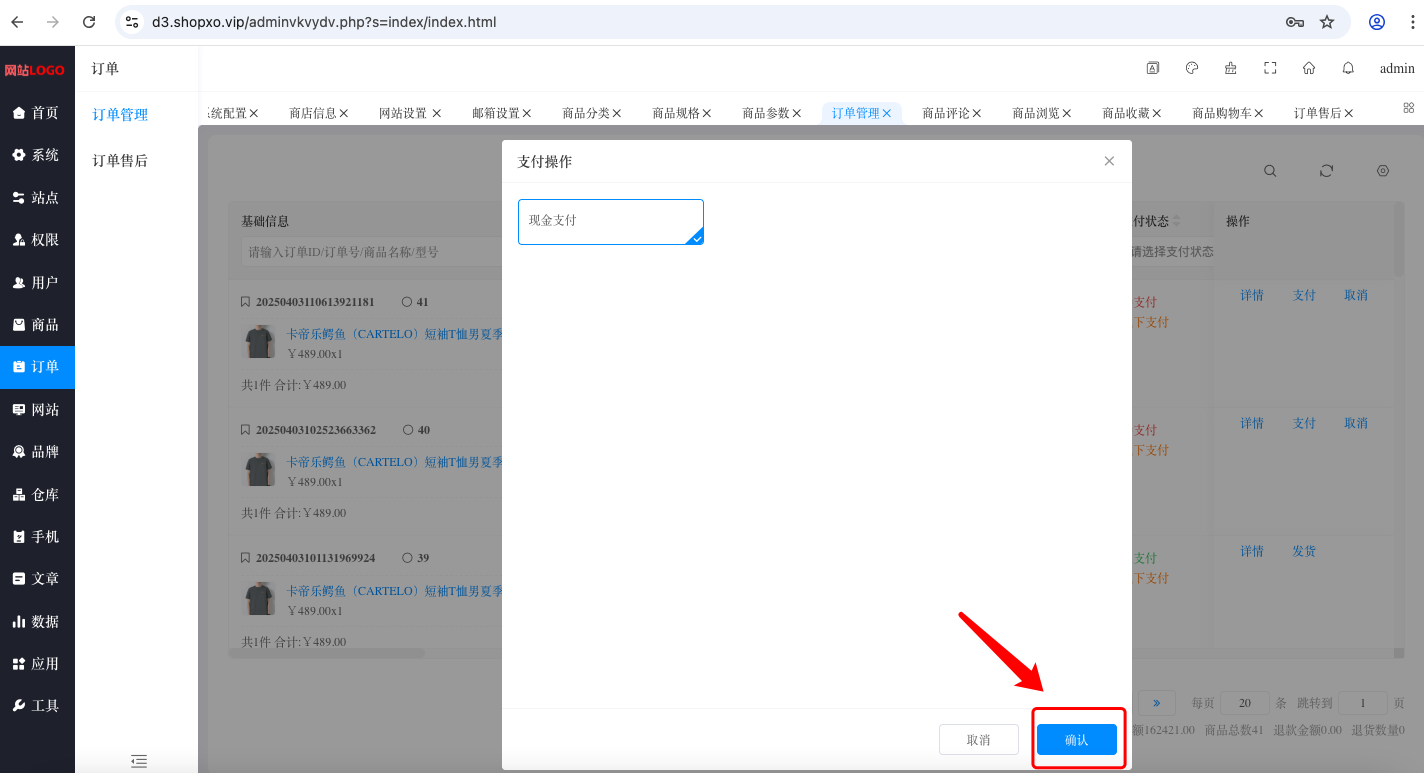 d3.shopxo.vip/adminvkvydv.php?s=index/index.html
网站LOGO
首页
系统
站点
权限
用户
商品
订单
网站
品牌
仓库
手机
文章
数据
应用
工具
订单
订单管理
订单售后
admin
系统配置
商店信息
网站设置
邮箱设置
商品分类
商品规格
商品参数
订单管理
商品评论
商品浏览
商品收藏
商品购物车
订单售后
支付操作
现金支付
取消
确认
基础信息
付状态
操作
请输入订单ID/订单号/商品名称/型号
请选择支付状态
20250403110613921181
41
卡帝乐鳄鱼（CARTELO）短袖T恤男夏季
￥489.00x1
共1件 合计:￥489.00
支付
下支付
详情
支付
取消
20250403102523663362
40
卡帝乐鳄鱼（CARTELO）短袖T恤男夏季
￥489.00x1
共1件 合计:￥489.00
支付
下支付
详情
支付
取消
20250403101131969924
39
卡帝乐鳄鱼（CARTELO）短袖T恤男夏季
￥489.00x1
共1件 合计:￥489.00
支付
下支付
详情
发货
» 每页 20 条 跳转到 1 页
额162421.00 商品总数41 退款金额0.00 退货数量0